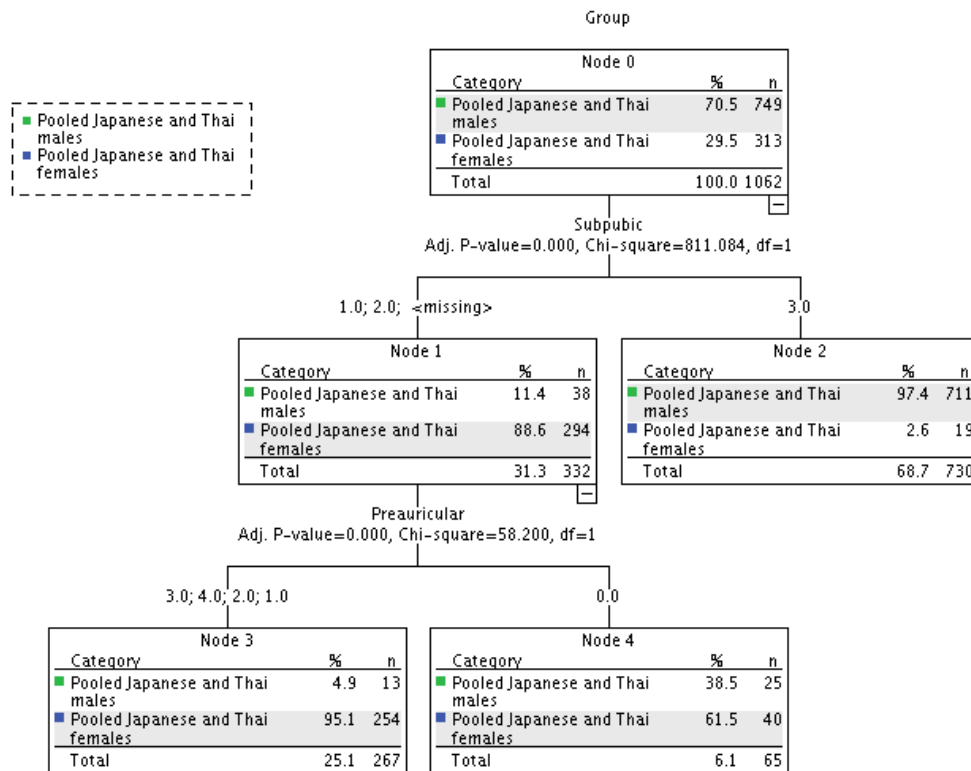 Group
Pooled Japanese and Thai
males
Pooled Japanese and Thai
females
Node 0
Category % n
Pooled Japanese and Thai 70.5 749
males
Pooled Japanese and Thai 29.5 313
females
Total 100.0 1062
Subpubic
Adj. P-value=0.000, Chi-square=811.084, df=1
1.0; 2.0; <missing>
3.0
Node 1
Category % n
Pooled Japanese and Thai 11.4 38
males
Pooled Japanese and Thai 88.6 294
females
Total 31.3 332
Node 2
Category % n
Pooled Japanese and Thai 97.4 711
males
Pooled Japanese and Thai 2.6 19
females
Total 68.7 730
Preauricular
Adj. P-value=0.000, Chi-square=58.200, df=1
3.0; 4.0; 2.0; 1.0
0.0
Node 3
Category % n
Pooled Japanese and Thai 4.9 13
males
Pooled Japanese and Thai 95.1 254
females
Total 25.1 267
Node 4
Category % n
Pooled Japanese and Thai 38.5 25
males
Pooled Japanese and Thai 61.5 40
females
Total 6.1 65